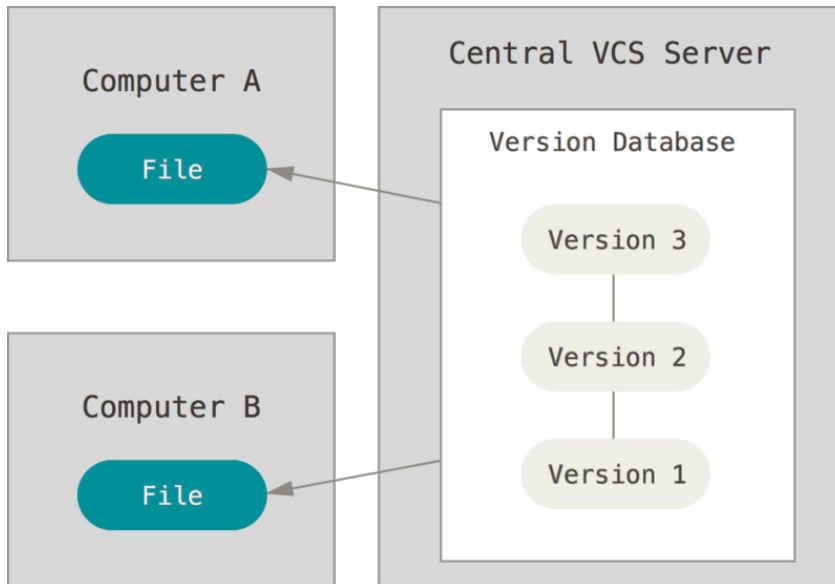 Computer A
File
Computer B
File
Central VCS Server
Version Database
Version 3
Version 2
Version 1